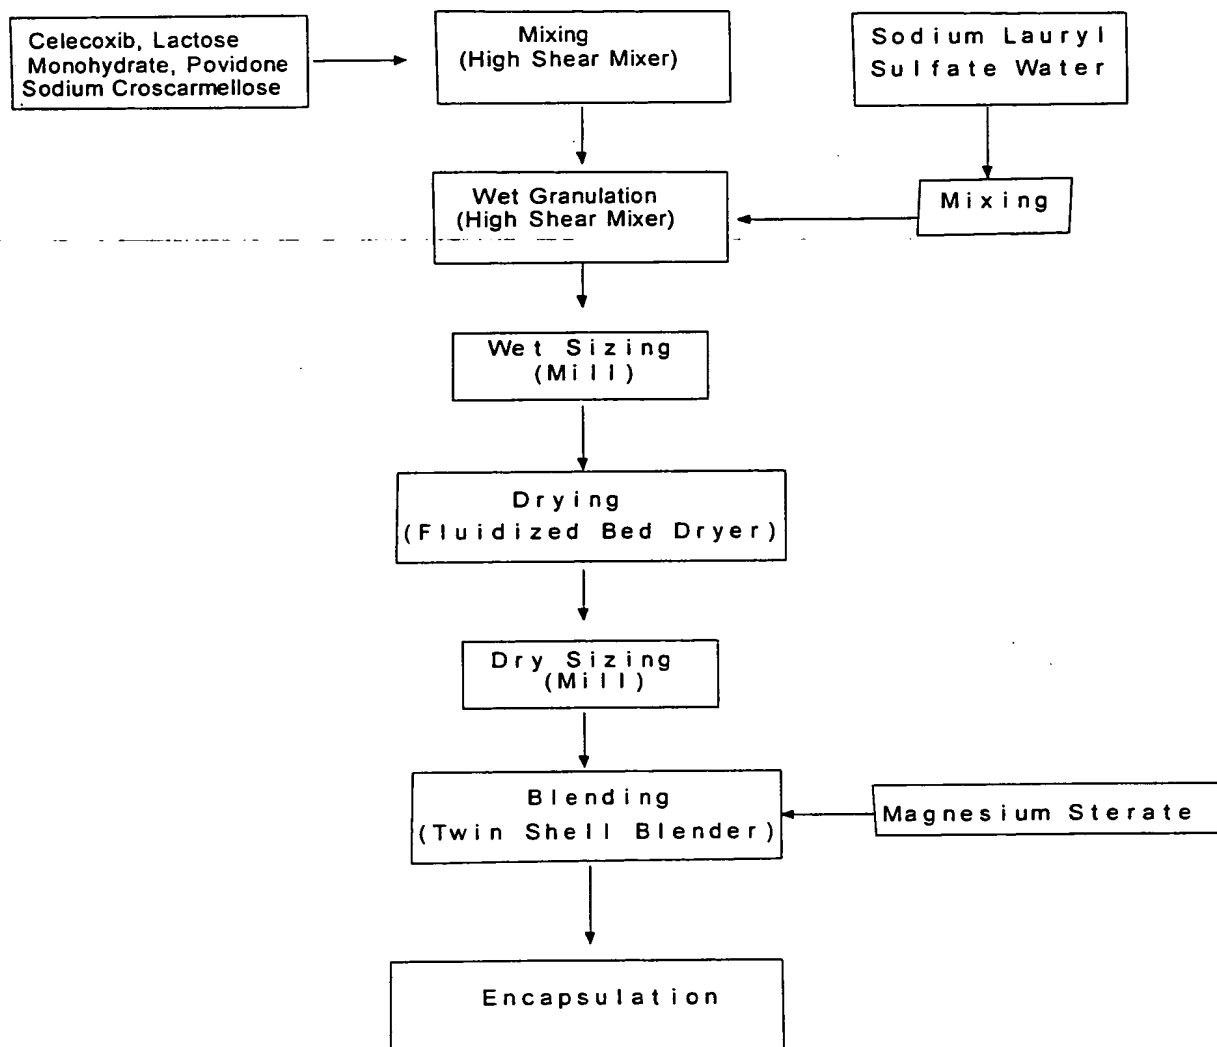 Celecoxib, Lactose
Monohydrate, Povidone
Sodium Croscarmellose
Mixing
(High Shear Mixer)
Sodium Lauryl
Sulfate Water
Wet Granulation
(High Shear Mixer)
Mixing
Wet Sizing
(Mill)
Drying
(Fluidized Bed Dryer)
Dry Sizing
(Mill)
Blending
(Twin Shell Blender)
Magnesium Sterate
Encapsulation